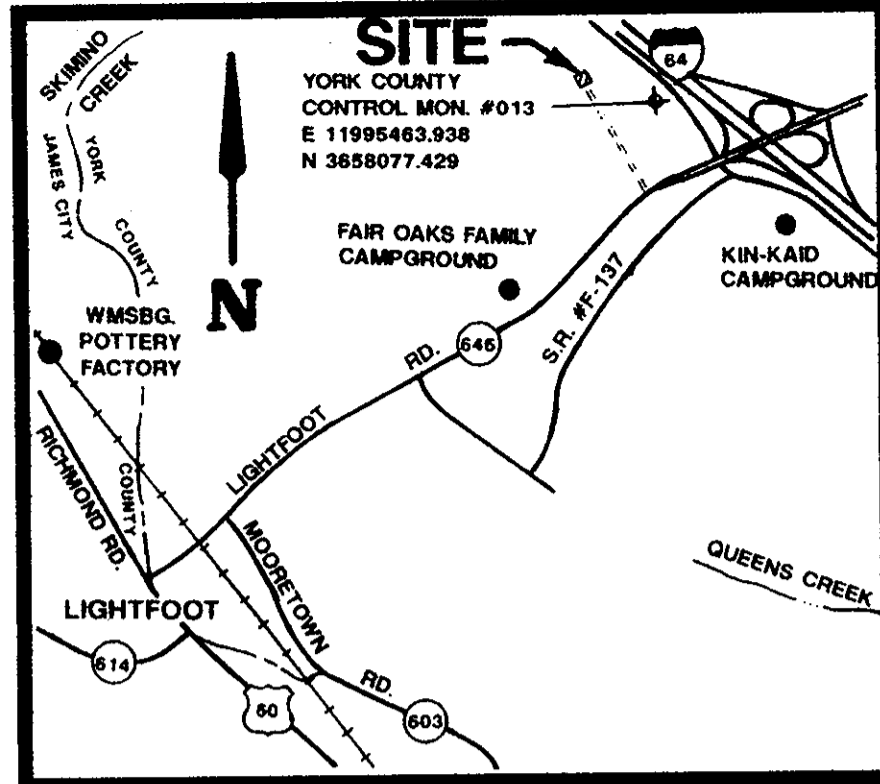 SITE
64
YORK COUNTY
CONTROL MON. #013
E 11995463.938
N 3658077.429
SKIMINO
CREEK
YORK
JAMES CITY
COUNTY
FAIR OAKS FAMILY
CAMPGROUND
KIN-KAID
CAMPGROUND
N
WMSBG.
POTTERY
FACTORY
S.R. #F-137
LIGHTFOOT RD.
646
RICHMOND RD.
COUNTY
MOORETOWN RD.
QUEENS CREEK
LIGHTFOOT
614
60
603